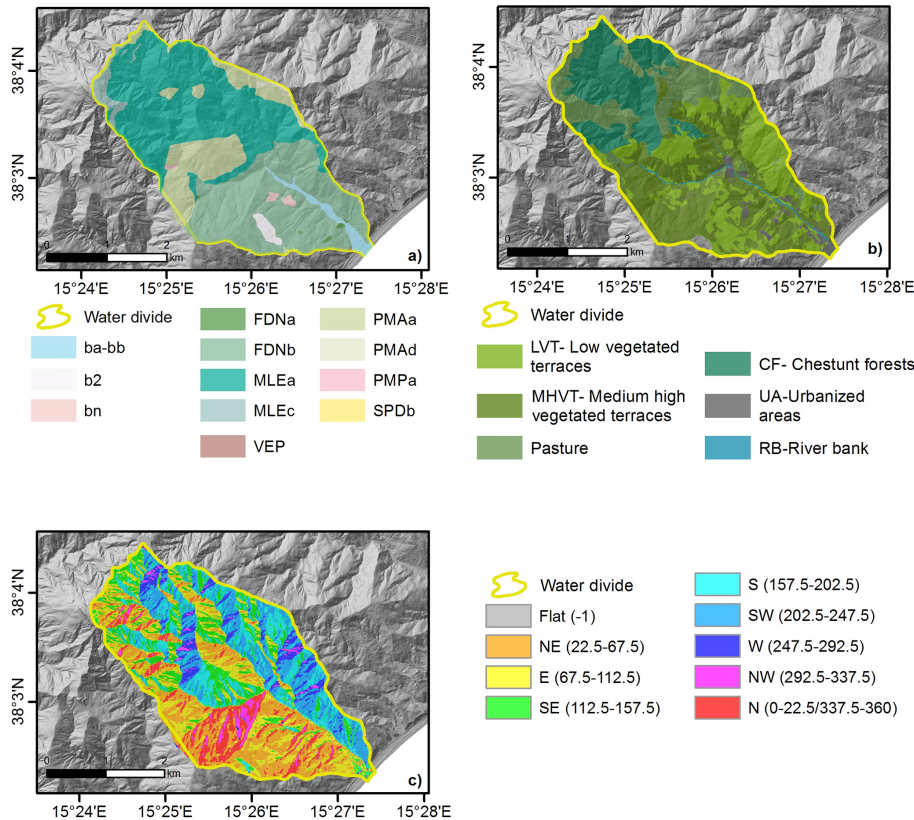 38°4'N
38°3'N
0
2
km
a)
15°24'E
15°25'E
15°26'E
15°27'E
15°28'E
Water divide
ba-bb
b2
bn
FDNa
FDNb
MLEa
MLEc
VEP
PMAa
PMAd
PMPa
SPDb
38°4'N
38°3'N
0
2
km
b)
15°24'E
15°25'E
15°26'E
15°27'E
15°28'E
Water divide
LVT- Low vegetated
terraces
MHVT- Medium high
vegetated terraces
Pasture
CF- Chestunt forests
UA-Urbanized
areas
RB-River bank
38°4'N
38°3'N
0
2
km
c)
15°24'E
15°25'E
15°26'E
15°27'E
15°28'E
Water divide
Flat (-1)
NE (22.5-67.5)
E (67.5-112.5)
SE (112.5-157.5)
S (157.5-202.5)
SW (202.5-247.5)
W (247.5-292.5)
NW (292.5-337.5)
N (0-22.5/337.5-360)